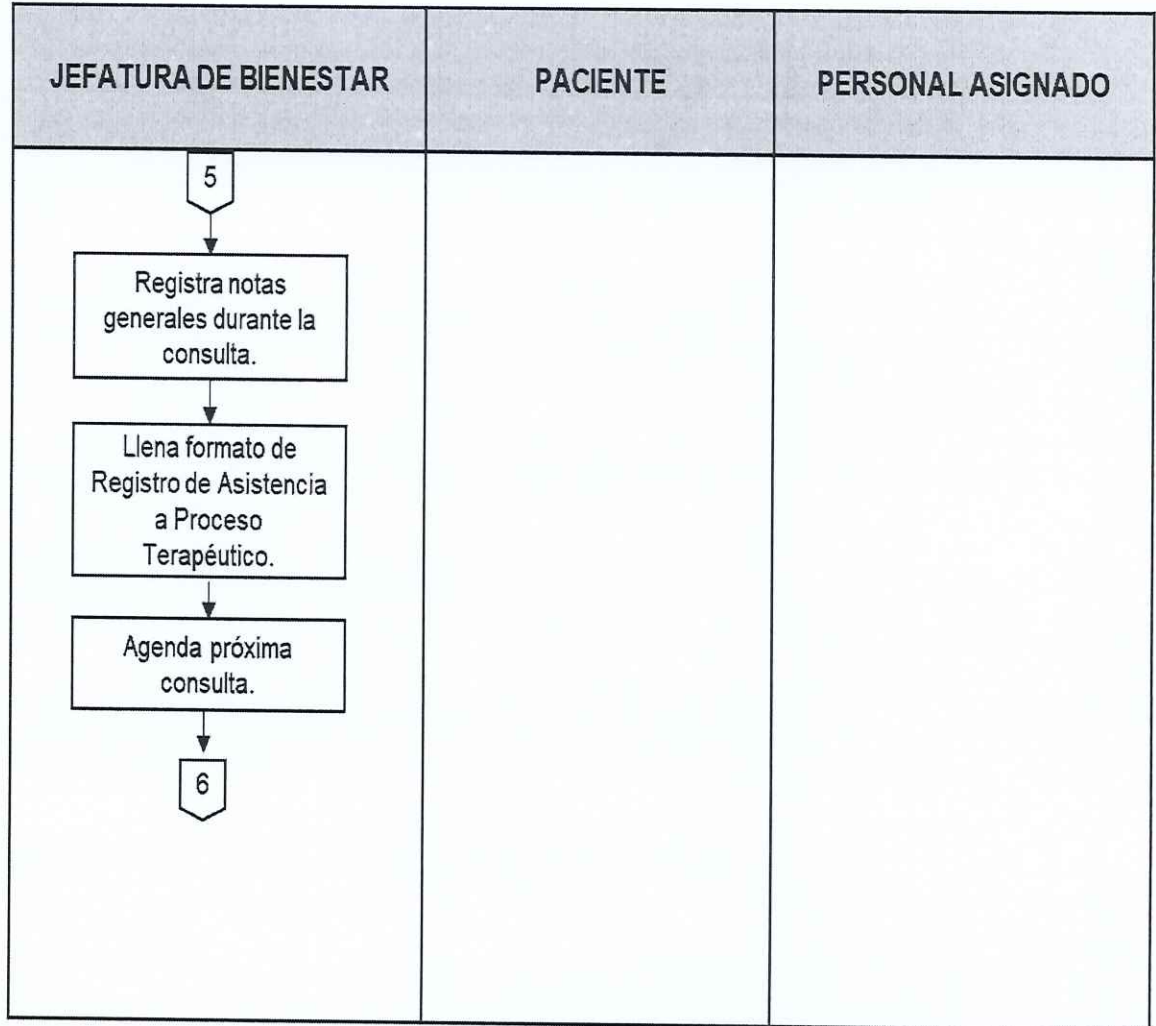 JEFATURA DE BIENESTAR
PACIENTE
PERSONAL ASIGNADO
5
Registra notas
generales durante la
consulta.
Llena formato de
Registro de Asistencia
a Proceso
Terapéutico.
Agenda próxima
consulta.
6